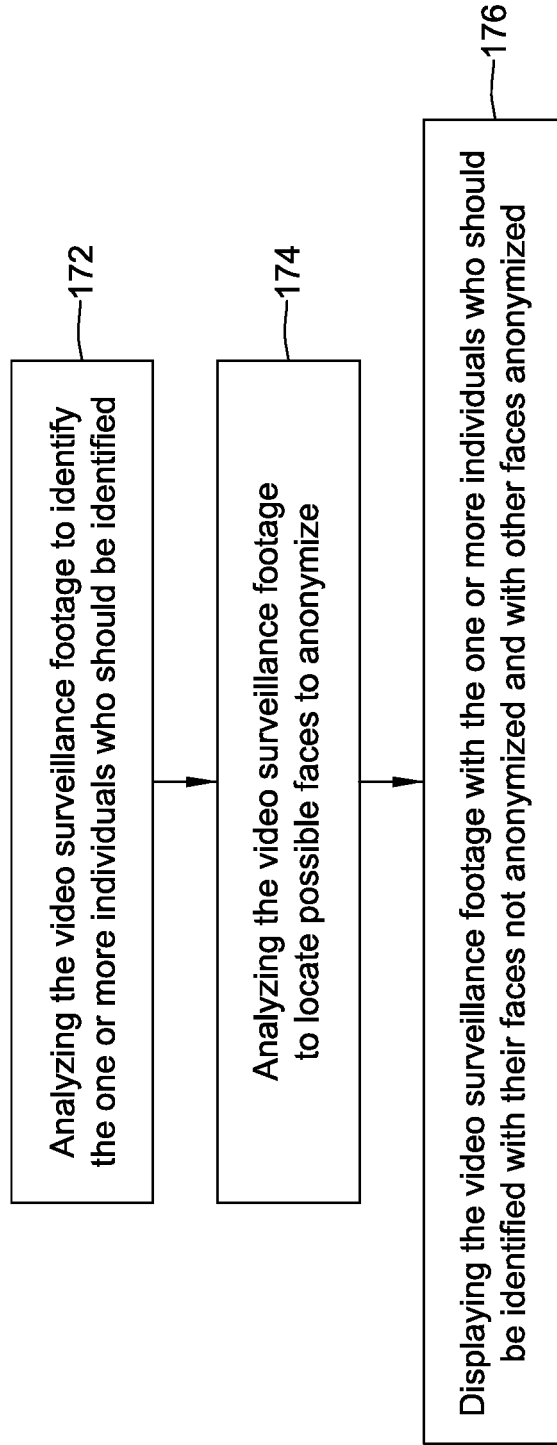 Analyzing the video surveillance footage to identify
the one or more individuals who should be identified
172
Analyzing the video surveillance footage
to locate possible faces to anonymize
174
Displaying the video surveillance footage with the one or more individuals who should
be identified with their faces not anonymized and with other faces anonymized
176